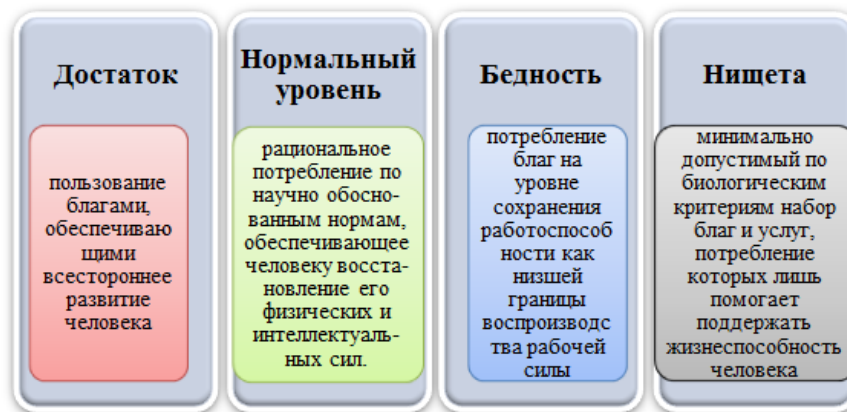 Достаток
пользование
благами,
обеспечиваю
щими
всестороннее
развитие
человека
Нормальный
уровень
рациональное
потребление по
научно обосно-
ванным нормам,
обеспечивающее
человеку восста-
новление его
физических и
интеллектуаль-
ных сил.
Бедность
потребление
благ на
уровне
сохранения
работоспособ
ности как
низшей
границы
воспроизводс
тва рабочей
силы
Нищета
минимально
допустимый по
биологическим
критериям набор
благ и услуг,
потребление
которых лишь
помогает
поддержать
жизнеспособность
человека